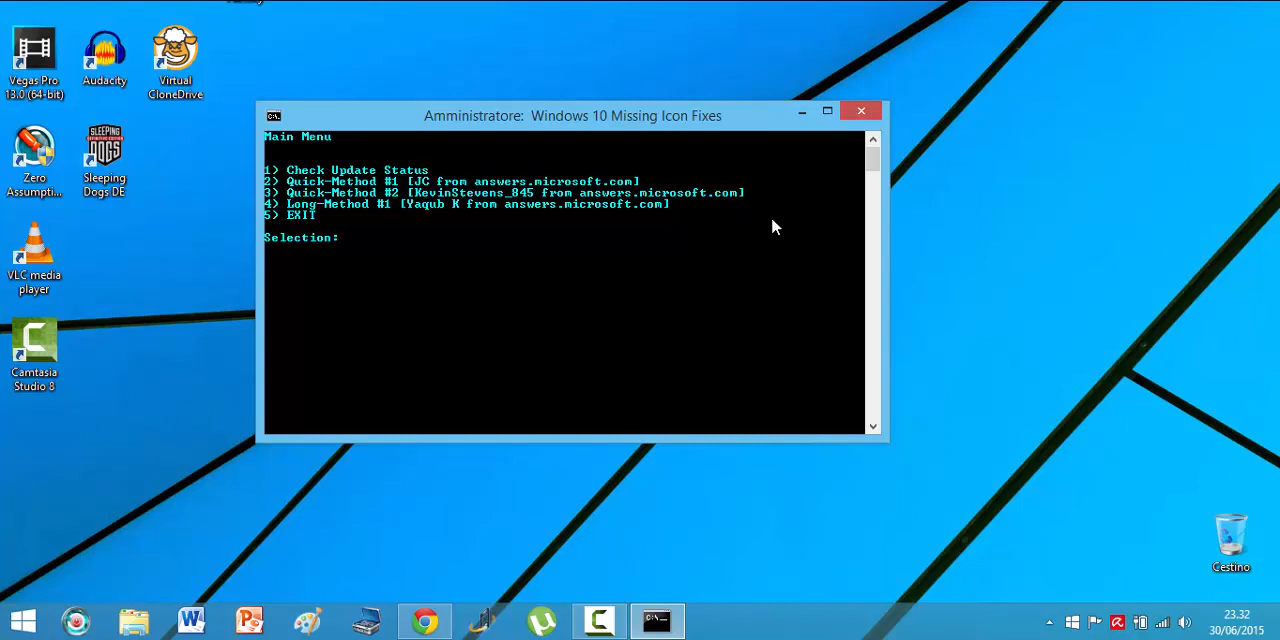 Vegas Pro
13.0 (64-bit)
Audacity
Virtual
CloneDrive
Zero
Assumpti...
SLEEPING
DOGS
Sleeping
Dogs DE
VLC media
player
Camtasia
Studio 8
Amministratore: Windows 10 Missing Icon Fixes
Main Menu
1) Check Update Status
2) Quick-Method #1 [JC from answers.microsoft.com]
3) Quick-Method #2 [KevinStevens_845 from answers.microsoft.com]
4) Long-Method #1 [Yaqub K from answers.microsoft.com]
5) EXIT
Selection:
Cestino
23.32
30/06/2015